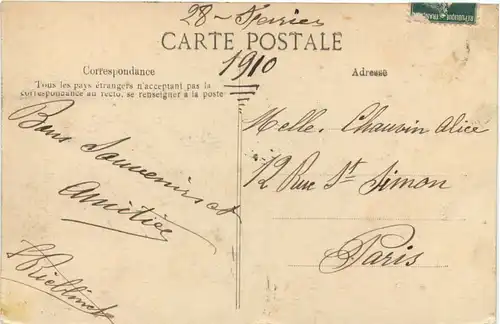 28 - Février
CARTE POSTALE
1910
Correspondance
Tous les pays étrangers n'acceptant pas la
correspondance au recto, se renseigner à la poste
Adresse
Bons Souvenirs et
Amitiés
Melle. Chauvin Alice
12 Rue St Simon
Paris